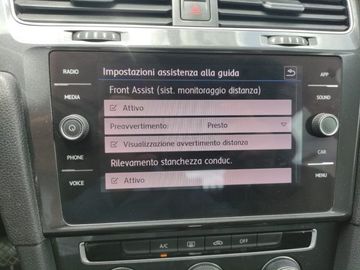 RADIO
MEDIA
PHONE
VOICE
Impostazioni assistenza alla guida
Front Assist (sist. monitoraggio distanza)
Attivo
Preavvertimento: Presto
Visualizzazione avvertimento distanza
Rilevamento stanchezza conduc.
Attivo
APP
SOUND
CAR
MENU
A/C